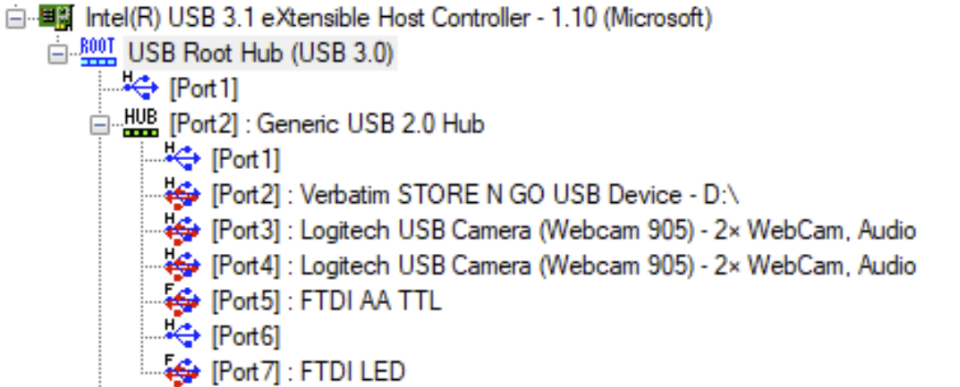 Intel(R) USB 3.1 eXtensible Host Controller - 1.10 (Microsoft)
ROOT USB Root Hub (USB 3.0)
H [Port1]
HUB [Port2] : Generic USB 2.0 Hub
H [Port1]
H [Port2] : Verbatim STORE N GO USB Device - D:\
H [Port3] : Logitech USB Camera (Webcam 905) - 2× WebCam, Audio
H [Port4] : Logitech USB Camera (Webcam 905) - 2× WebCam, Audio
F [Port5] : FTDI AA TTL
H [Port6]
F [Port7] : FTDI LED